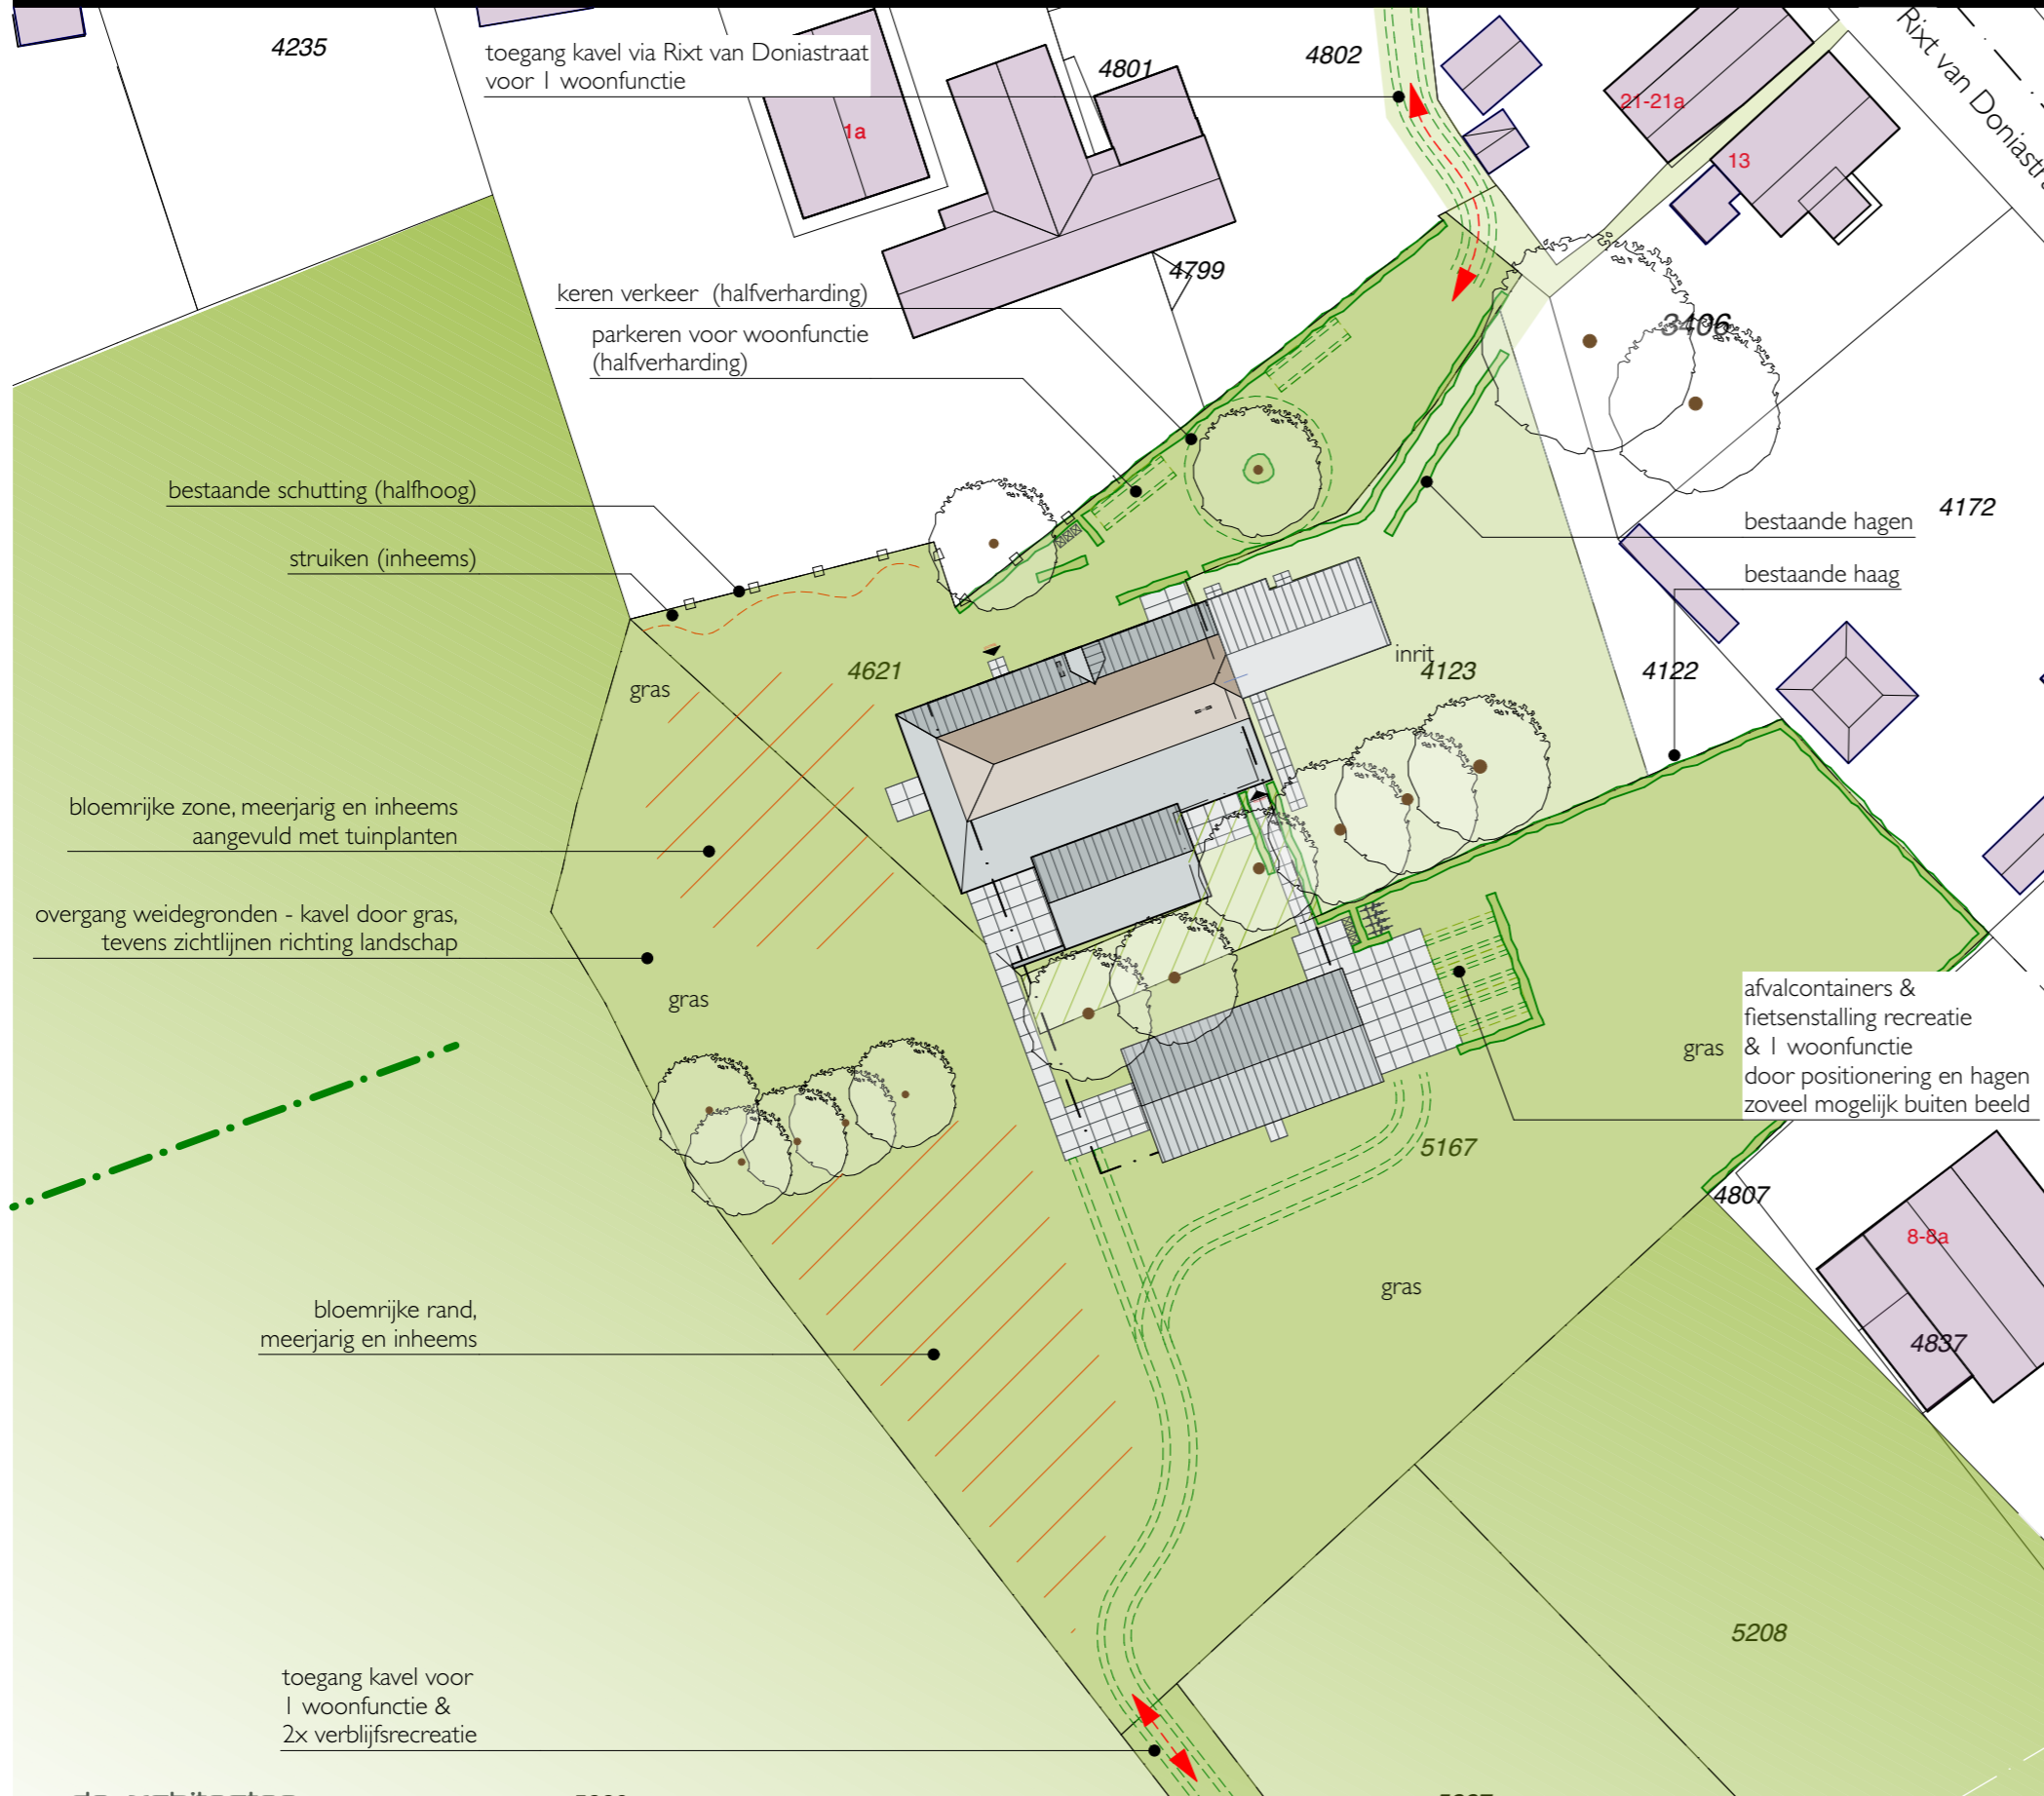 4235
toegang kavel via Rixt van Doniastraat
voor 1 woonfunctie
4801
4802
Rixt van Doniastra
1a
21-21a
13
4799
keren verkeer (halfverharding)
3406
parkeren voor woonfunctie
(halfverharding)
bestaande schutting (halfhoog)
4172
bestaande hagen
struiken (inheems)
bestaande haag
inrit
4621
4123
4122
gras
bloemrijke zone, meerjarig en inheems
aangevuld met tuinplanten
overgang weidegronden - kavel door gras,
tevens zichtlijnen richting landschap
gras
afvalcontainers &
fietsenstalling recreatie
& 1 woonfunctie
door positionering en hagen
zoveel mogelijk buiten beeld
gras
5167
4807
8-8a
gras
bloemrijke rand,
meerjarig en inheems
4837
5208
toegang kavel voor
1 woonfunctie &
2x verblijfsrecreatie